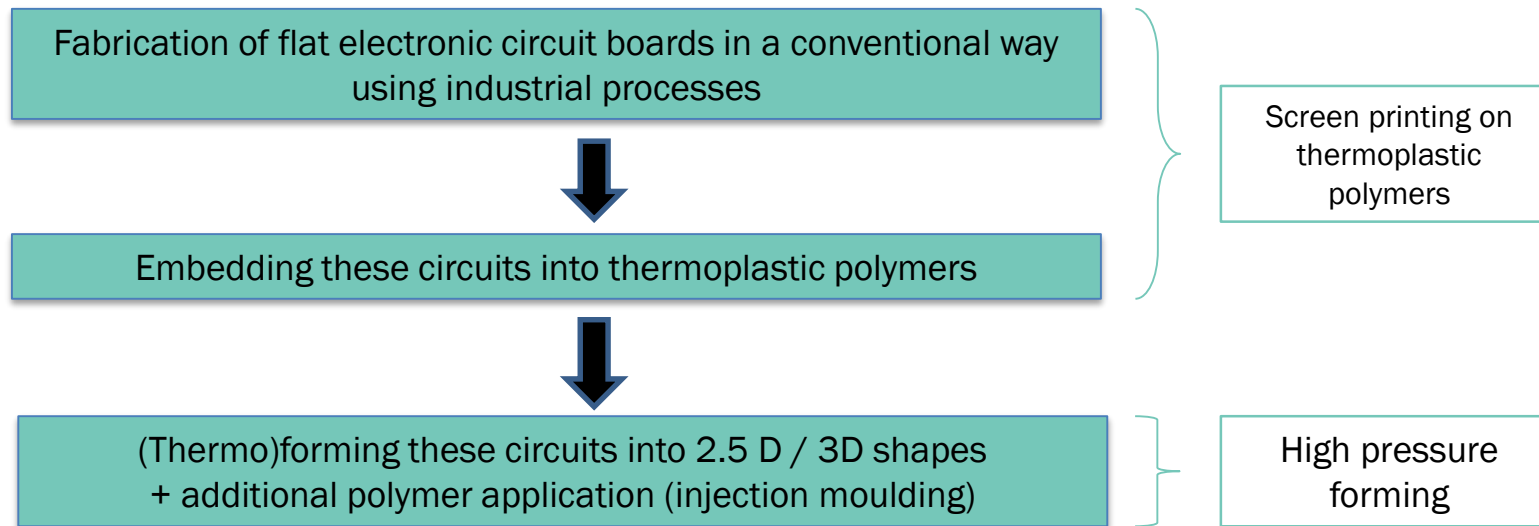 Fabrication of flat electronic circuit boards in a conventional way
using industrial processes
Screen printing on
thermoplastic
polymers
Embedding these circuits into thermoplastic polymers
(Thermo)forming these circuits into 2.5 D / 3D shapes
+ additional polymer application (injection moulding)
High pressure
forming